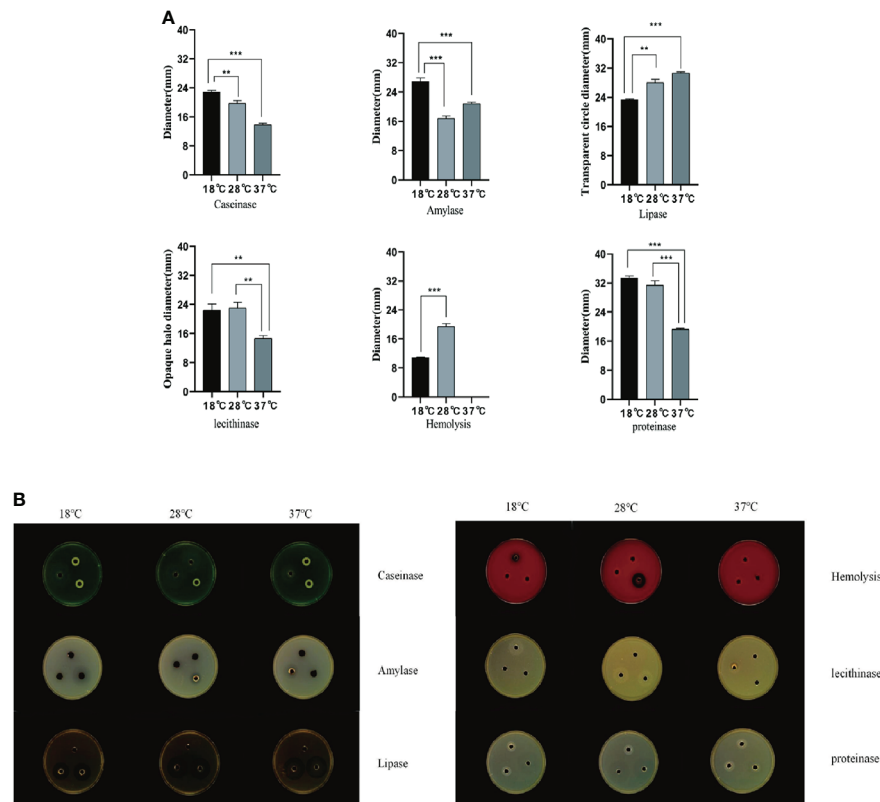 A
Diameter(mm)
40
32
24
16
8
0
***
**
18℃ 28℃ 37℃
Caseinase
Diameter(mm)
40
32
24
16
8
0
***
***
18℃ 28℃ 37℃
Amylase
Transparent circle diameter(mm)
40
32
24
16
8
0
***
**
18℃ 28℃ 37℃
Lipase
Opaque halo diameter(mm)
40
32
24
16
8
0
**
**
18℃ 28℃ 37℃
lecithinase
Diameter(mm)
40
32
24
16
8
0
***
18℃ 28℃ 37℃
Hemolysis
Diameter(mm)
40
32
24
16
8
0
***
***
18℃ 28℃ 37℃
proteinase
B
18℃ 28℃ 37℃
Caseinase
Amylase
Lipase
18℃ 28℃ 37℃
Hemolysis
lecithinase
proteinase